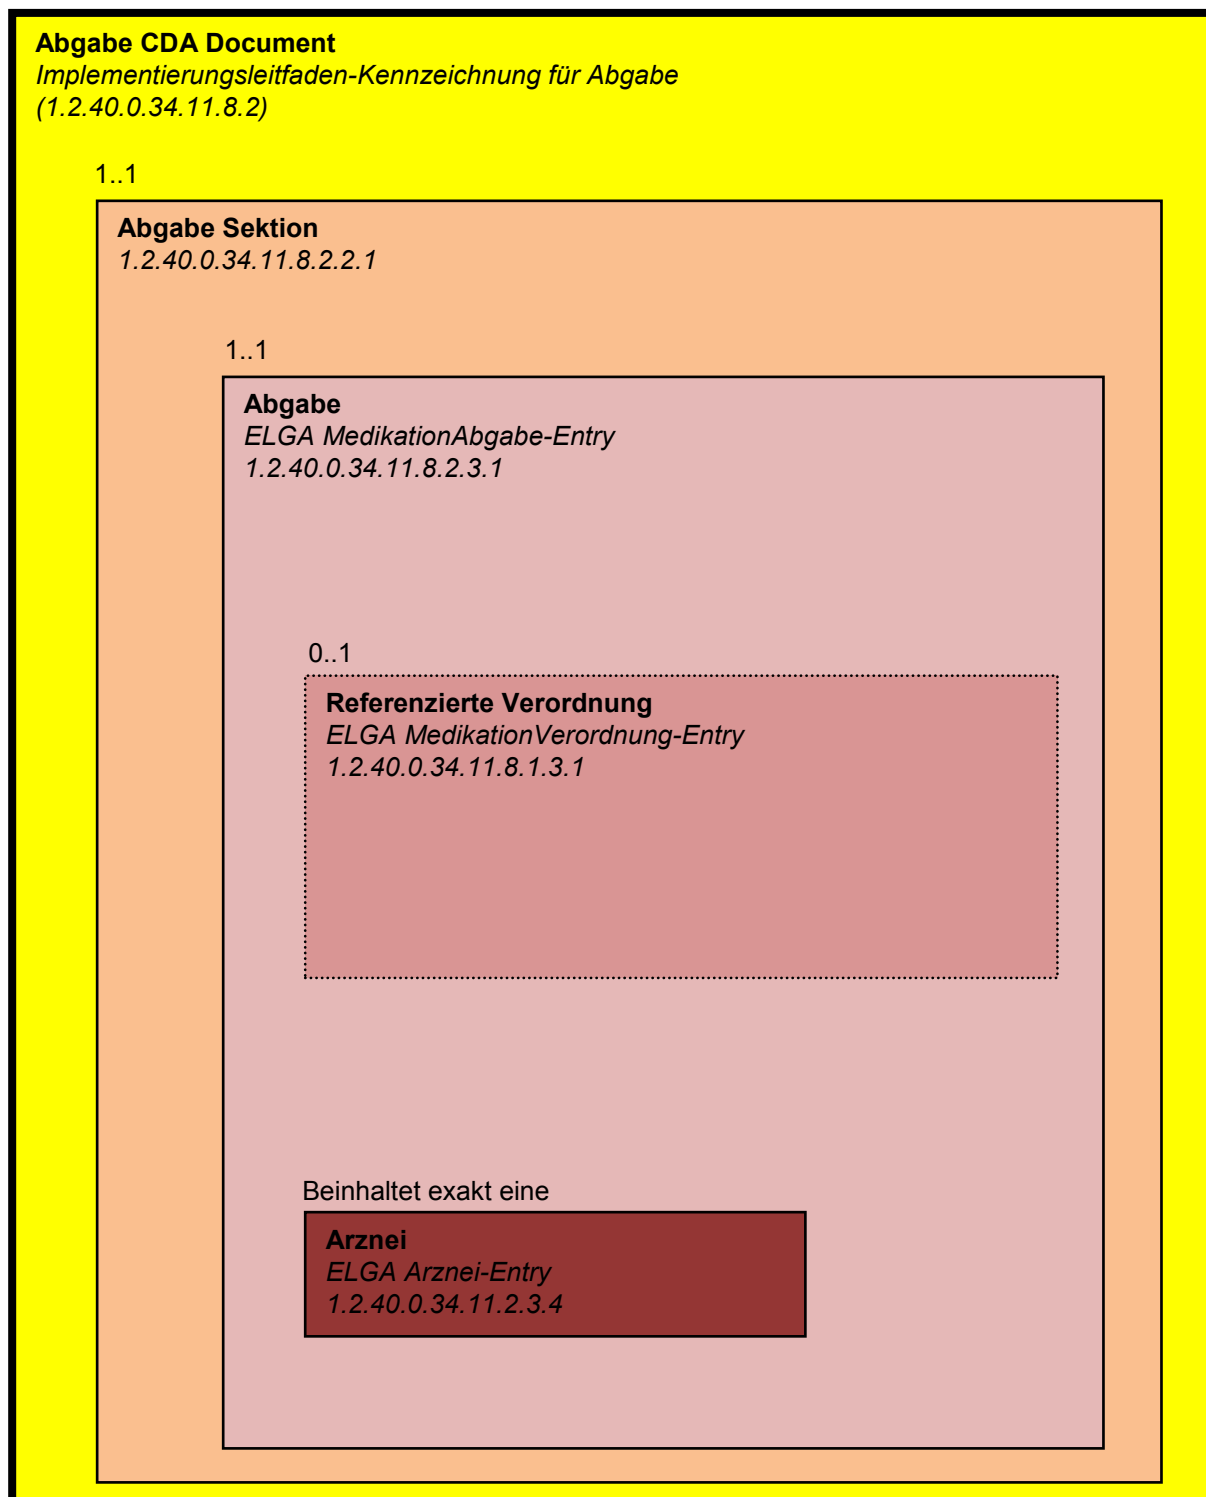 Abgabe CDA Document
Implementierungsleitfaden-Kennzeichnung für Abgabe
(1.2.40.0.34.11.8.2)
1..1
Abgabe Sektion
1.2.40.0.34.11.8.2.2.1
1..1
Abgabe
ELGA MedikationAbgabe-Entry
1.2.40.0.34.11.8.2.3.1
0..1
Referenzierte Verordnung
ELGA MedikationVerordnung-Entry
1.2.40.0.34.11.8.1.3.1
Beinhaltet exakt eine
Arznei
ELGA Arznei-Entry
1.2.40.0.34.11.2.3.4